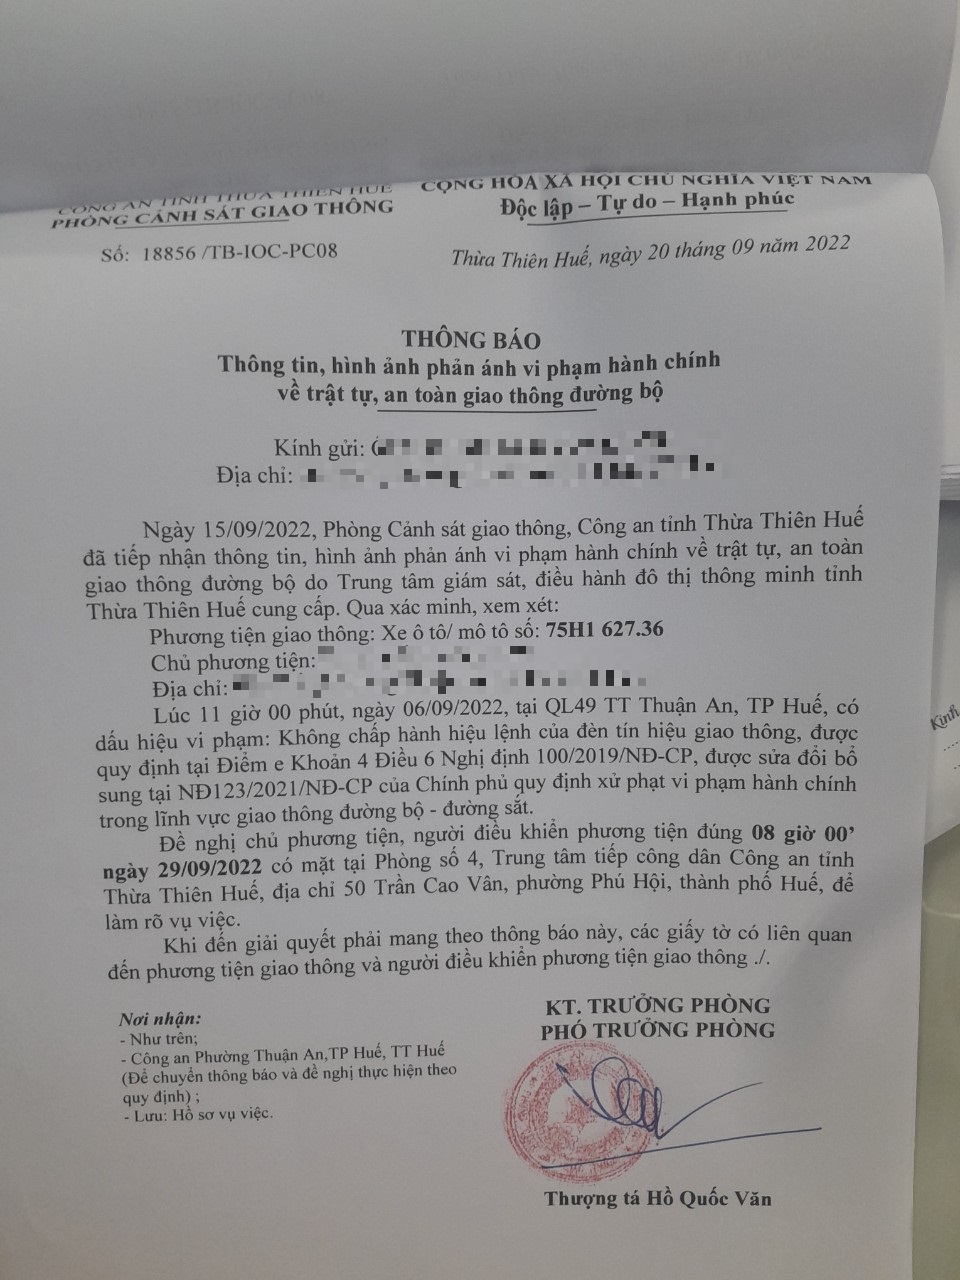 CÔNG AN TỈNH THỪA THIÊN HUẾ
PHÒNG CẢNH SÁT GIAO THÔNG
CỘNG HOÀ XÃ HỘI CHỦ NGHĨA VIỆT NAM
Độc lập – Tự do – Hạnh phúc
Số: 18856 /TB-IOC-PC08
Thừa Thiên Huế, ngày 20 tháng 09 năm 2022
THÔNG BÁO
Thông tin, hình ảnh phản ánh vi phạm hành chính
về trật tự, an toàn giao thông đường bộ
Kính gửi:
Địa chỉ:
Ngày 15/09/2022, Phòng Cảnh sát giao thông, Công an tỉnh Thừa Thiên Huế
đã tiếp nhận thông tin, hình ảnh phản ánh vi phạm hành chính về trật tự, an toàn
giao thông đường bộ do Trung tâm giám sát, điều hành đô thị thông minh tỉnh
Thừa Thiên Huế cung cấp. Qua xác minh, xem xét:
Phương tiện giao thông: Xe ô tô/ mô tô số: 75H1 627.36
Chủ phương tiện:
Địa chỉ:
Lúc 11 giờ 00 phút, ngày 06/09/2022, tại QL49 TT Thuận An, TP Huế, có
dấu hiệu vi phạm: Không chấp hành hiệu lệnh của đèn tín hiệu giao thông, được
quy định tại Điểm e Khoản 4 Điều 6 Nghị định 100/2019/NĐ-CP, được sửa đổi bổ
sung tại NĐ123/2021/NĐ-CP của Chính phủ quy định xử phạt vi phạm hành chính
trong lĩnh vực giao thông đường bộ - đường sắt.
Đề nghị chủ phương tiện, người điều khiển phương tiện đúng 08 giờ 00’
ngày 29/09/2022 có mặt tại Phòng số 4, Trung tâm tiếp công dân Công an tỉnh
Thừa Thiên Huế, địa chỉ 50 Trần Cao Vân, phường Phú Hội, thành phố Huế, để
làm rõ vụ việc.
Khi đến giải quyết phải mang theo thông báo này, các giấy tờ có liên quan
đến phương tiện giao thông và người điều khiển phương tiện giao thông ./.
Nơi nhận:
- Như trên;
- Công an Phường Thuận An,TP Huế, TT Huế
(Để chuyển thông báo và đề nghị thực hiện theo
quy định) ;
- Lưu: Hồ sơ vụ việc.
KT. TRƯỞNG PHÒNG
PHÓ TRƯỞNG PHÒNG
Thượng tá Hồ Quốc Văn
Kính